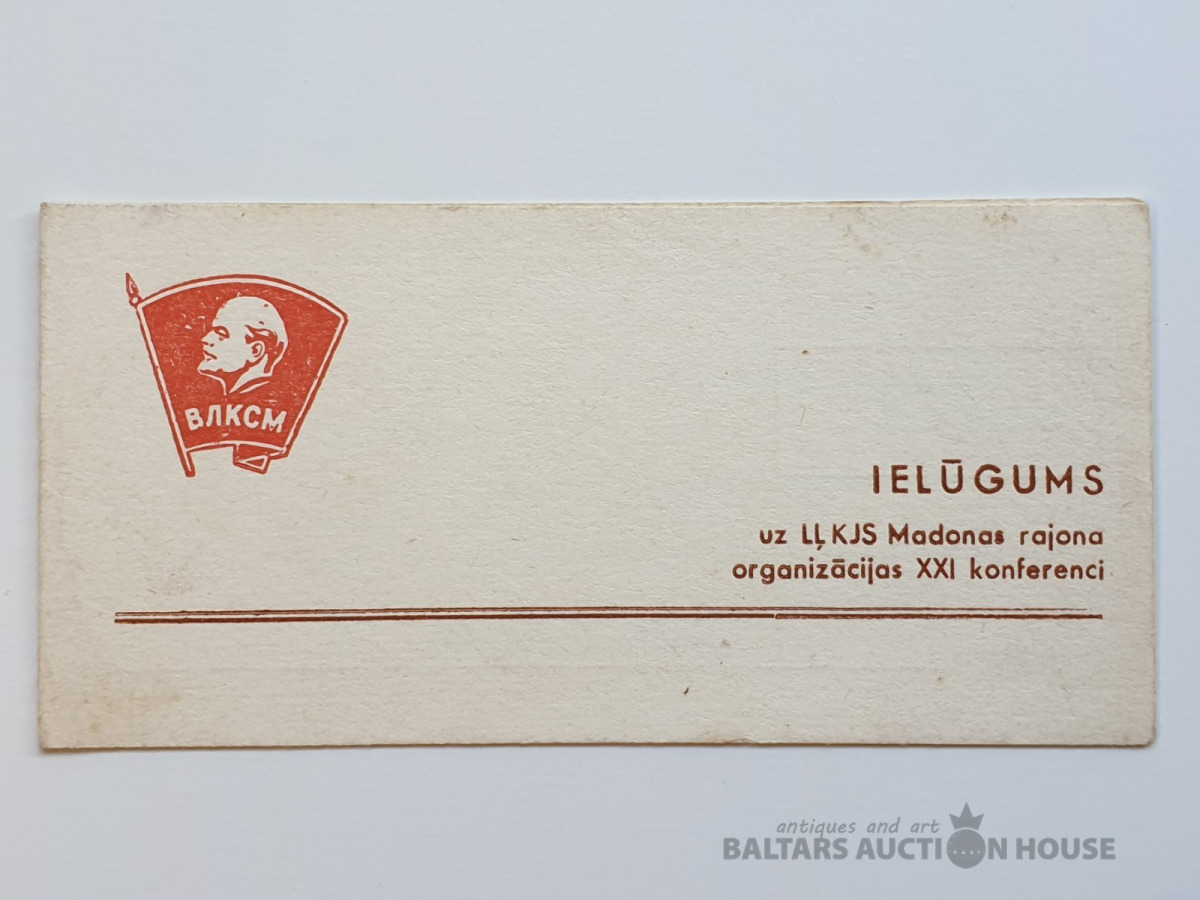 ВЛКСМ
IELŪGUMS
uz LĻKJS Madonas rajona
organizācijas XXI konferenci
antiques and art
BALTARS AUCTION HOUSE